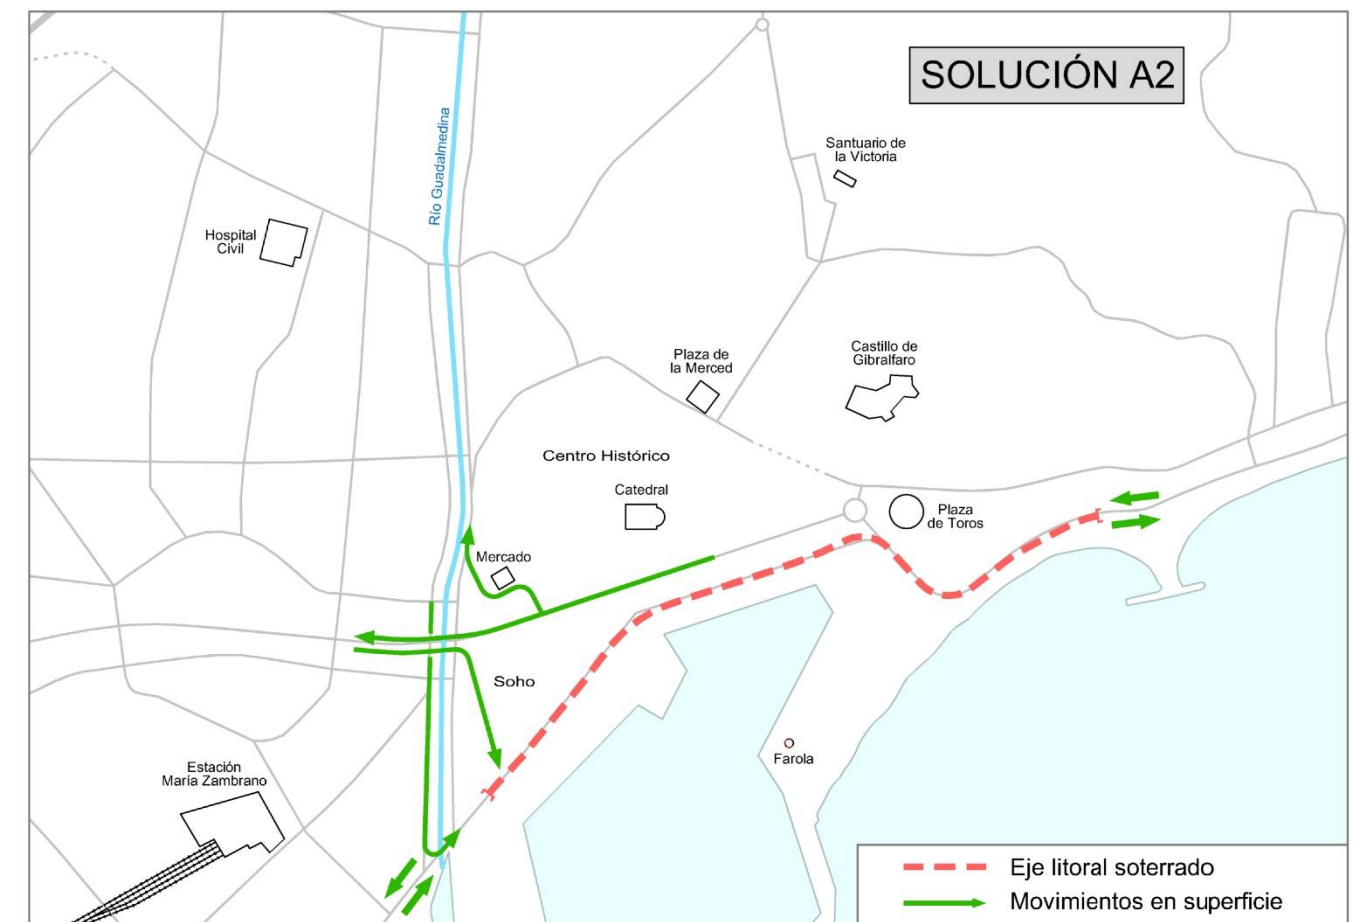 SOLUCIÓN A2
Río Guadalmedina
Santuario de
la Victoria
Hospital
Civil
Plaza de
la Merced
Castillo de
Gibralfaro
Centro Histórico
Catedral
Plaza
de Toros
Mercado
Soho
Farola
Estación
María Zambrano
Eje litoral soterrado
Movimientos en superficie